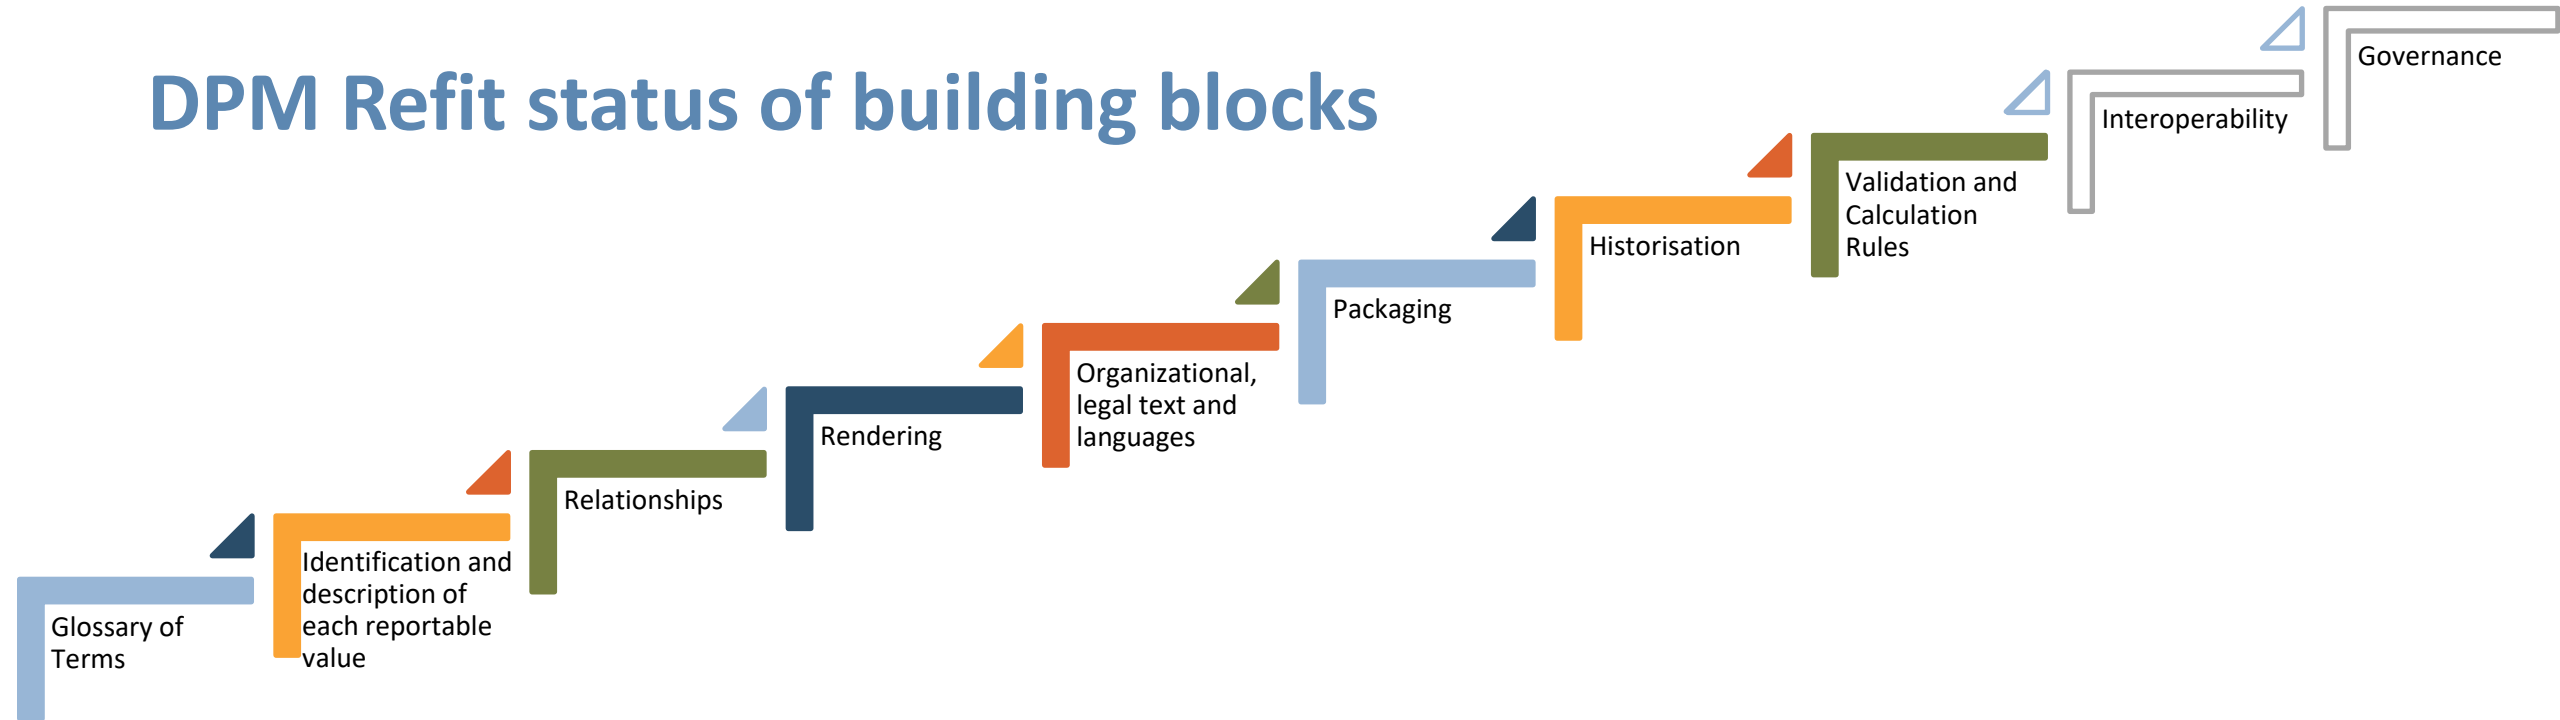 DPM Refit status of building blocks
Glossary of
Terms
Identification and
description of
each reportable
value
Relationships
Rendering
Organizational,
legal text and
languages
Packaging
Historisation
Validation and
Calculation
Rules
Interoperability
Governance